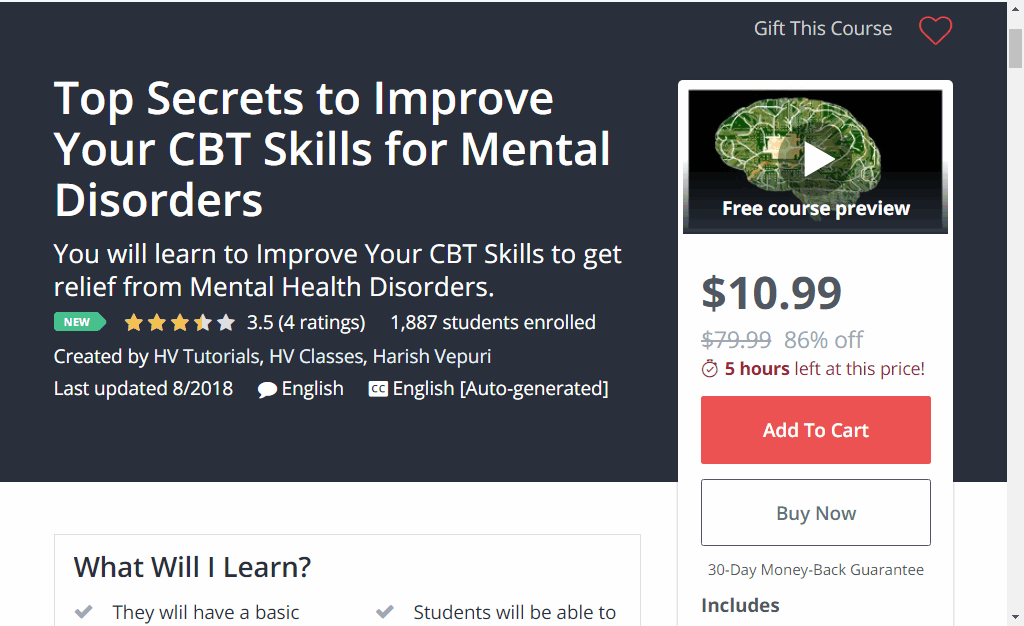 Gift This Course
Top Secrets to Improve
Your CBT Skills for Mental
Disorders
You will learn to Improve Your CBT Skills to get
relief from Mental Health Disorders.
NEW 3.5 (4 ratings) 1,887 students enrolled
Created by HV Tutorials, HV Classes, Harish Vepuri
Last updated 8/2018 English CC English [Auto-generated]
Free course preview
$10.99
$79.99 86% off
5 hours left at this price!
Add To Cart
Buy Now
30-Day Money-Back Guarantee
Includes
What Will I Learn?
They wlil have a basic
Students will be able to